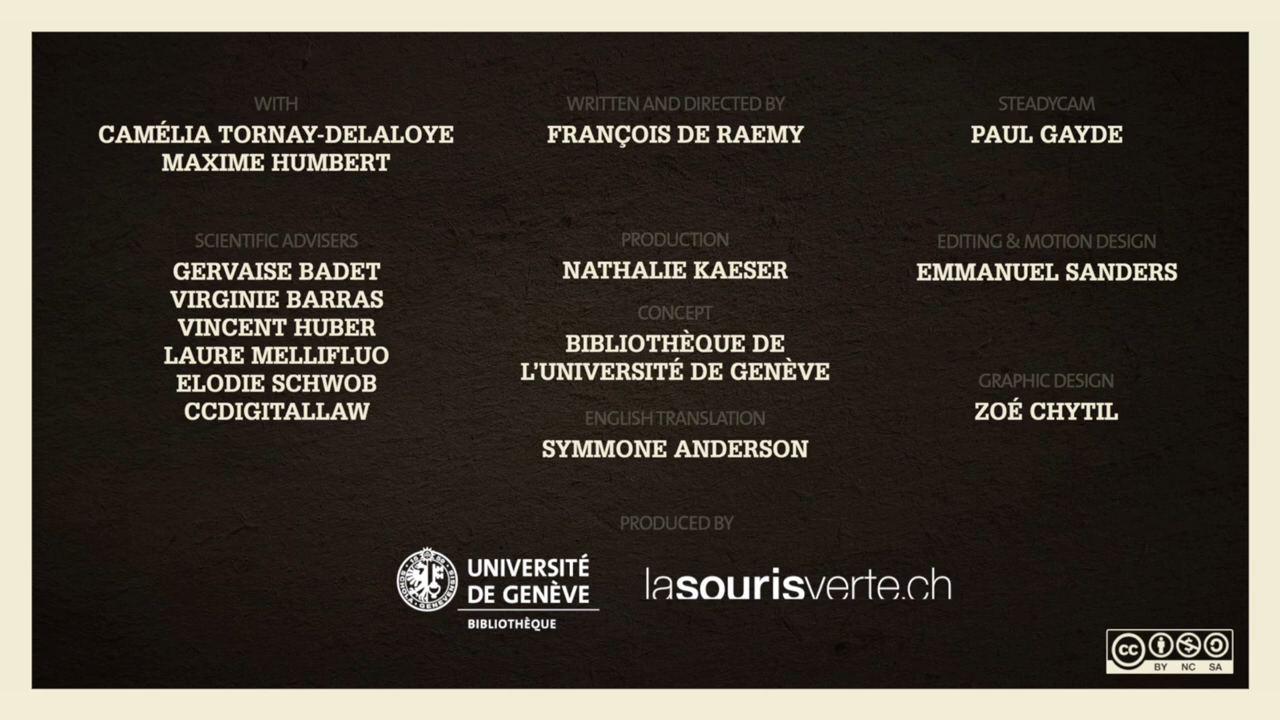 WITH
CAMÉLIA TORNAY-DELALOYE
MAXIME HUMBERT
SCIENTIFIC ADVISERS
GERVAISE BADET
VIRGINIE BARRAS
VINCENT HUBER
LAURE MELLIFLUO
ELODIE SCHWOB
CCDIGITALLAW
WRITTEN AND DIRECTED BY
FRANÇOIS DE RAEMY
PRODUCTION
NATHALIE KAESER
CONCEPT
BIBLIOTHÈQUE DE
L'UNIVERSITÉ DE GENÈVE
ENGLISH TRANSLATION
SYMMONE ANDERSON
STEADYCAM
PAUL GAYDE
EDITING & MOTION DESIGN
EMMANUEL SANDERS
GRAPHIC DESIGN
ZOÉ CHYTIL
PRODUCED BY
UNIVERSITÉ
DE GENÈVE
BIBLIOTHÈQUE
lasourisverte.ch
cc
BY NC SA